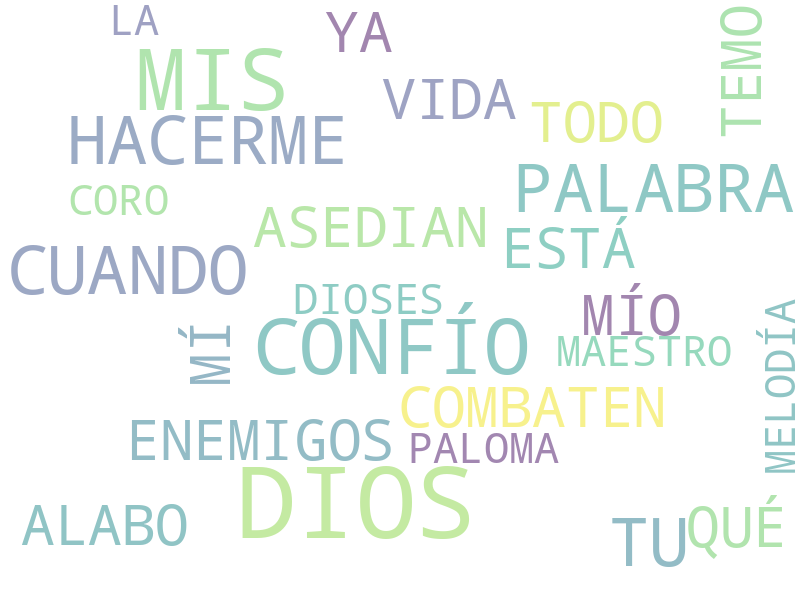 LA
YA
TEMO
MIS
VIDA
TODO
HACERME
PALABRA
CORO
ASEDIAN
ESTÁ
CUANDO
DIOSES
MÍO
MELODÍA
CONFÍO
MÍ
MAESTRO
COMBATEN
ENEMIGOS
PALOMA
DIOS
ALABO
TU
QUÉ